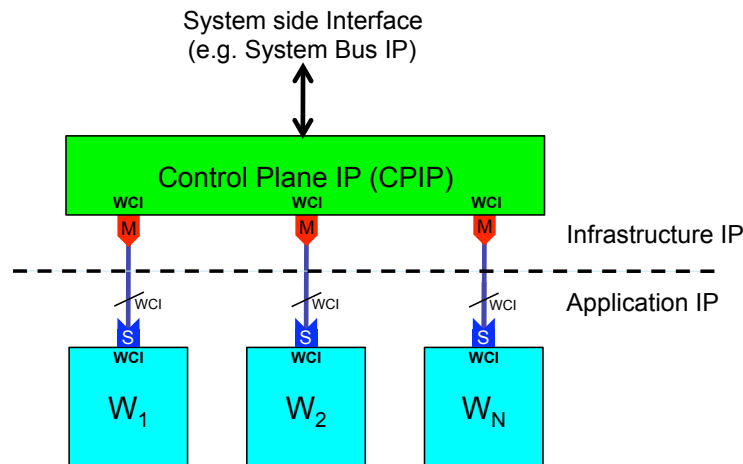 System side Interface
(e.g. System Bus IP)
Control Plane IP (CPIP)
WCI WCI WCI
M M M
Infrastructure IP
WCI WCI WCI
Application IP
S S S
WCI WCI WCI
W1 W2 WN